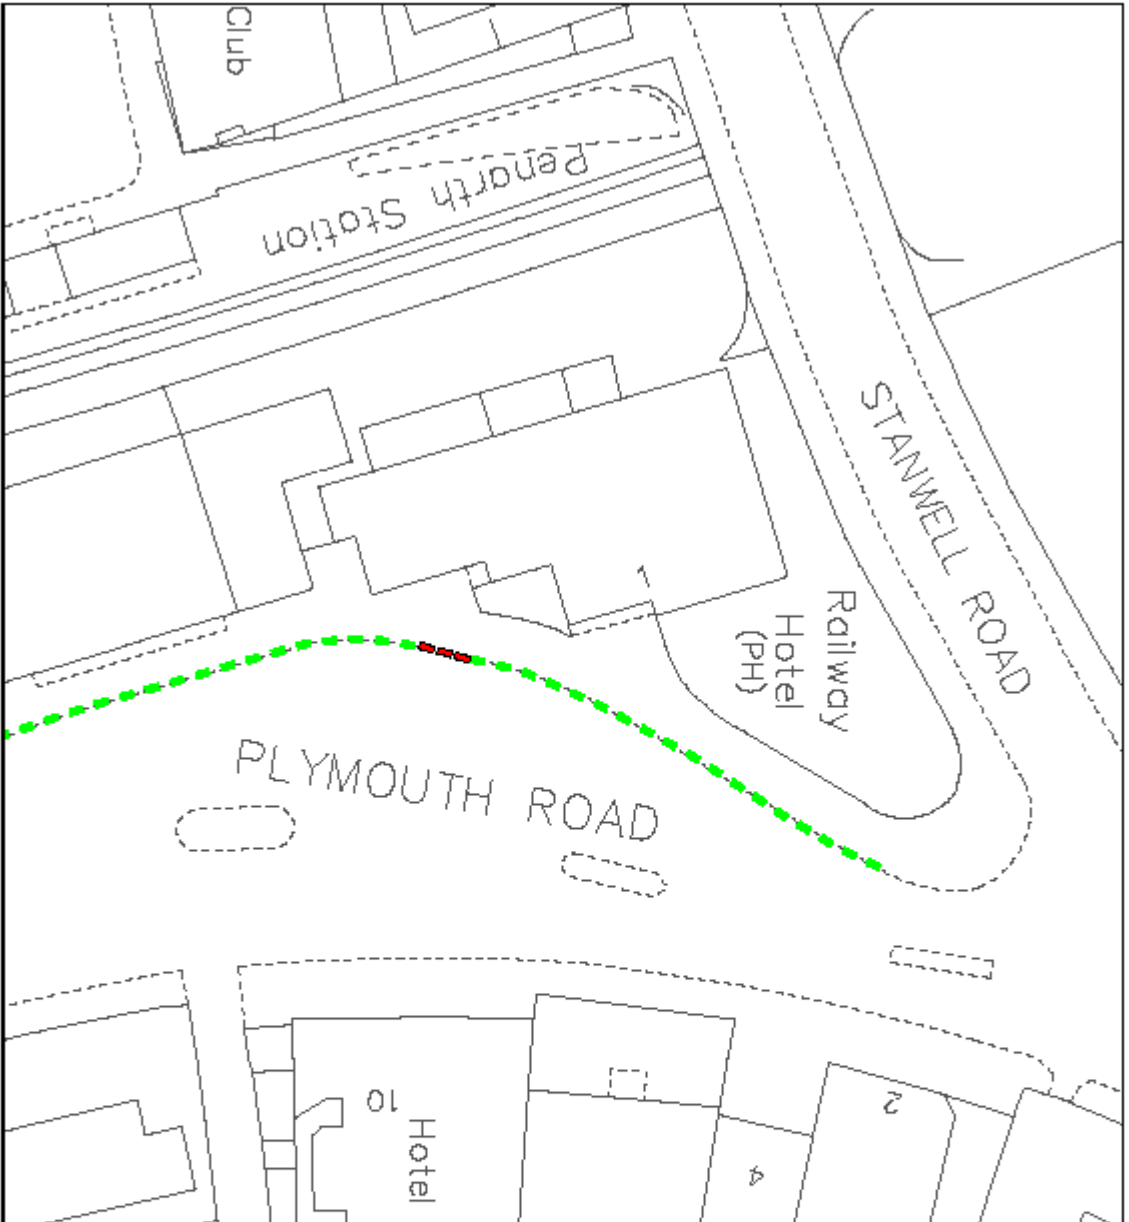 Club
Penarth Station
STANWELL ROAD
Railway
Hotel
(PH)
PLYMOUTH ROAD
10
Hotel
2
4